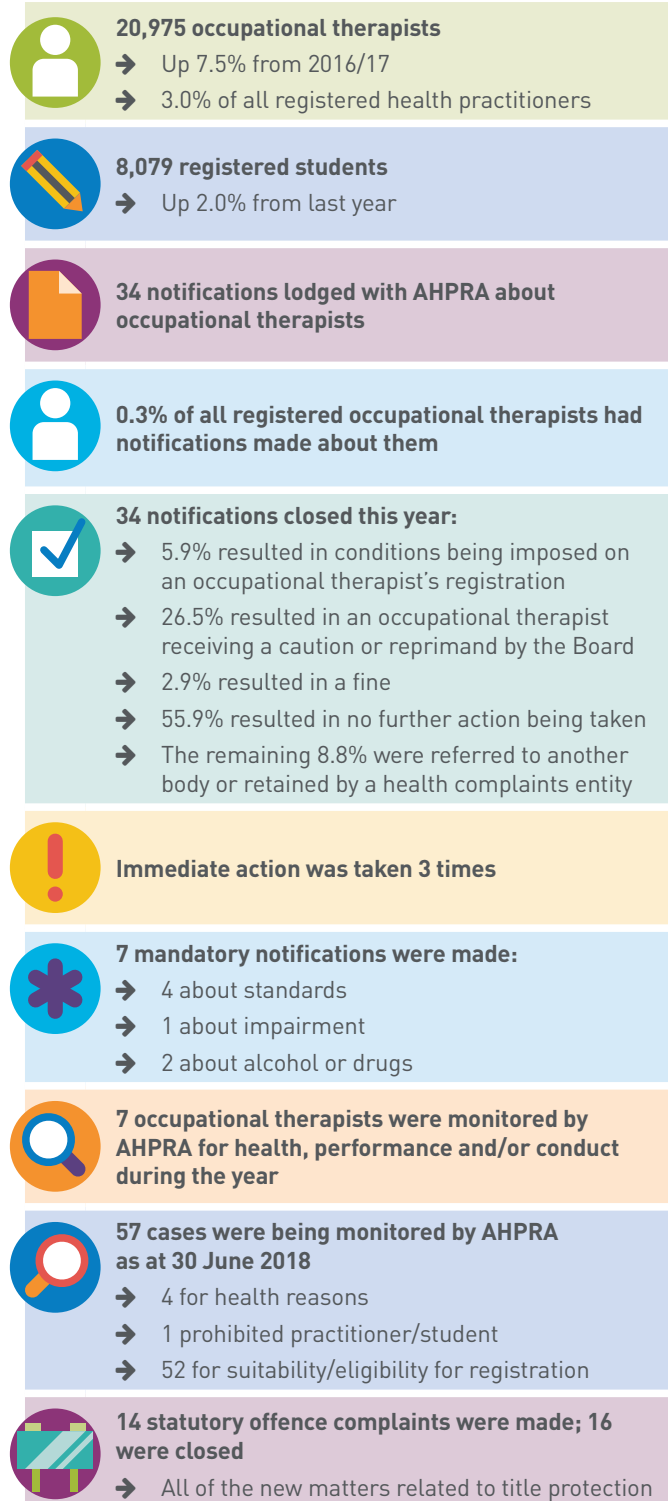 20,975 occupational therapists
➔ Up 7.5% from 2016/17
➔ 3.0% of all registered health practitioners
8,079 registered students
➔ Up 2.0% from last year
34 notifications lodged with AHPRA about
occupational therapists
0.3% of all registered occupational therapists had
notifications made about them
34 notifications closed this year:
➔ 5.9% resulted in conditions being imposed on
an occupational therapist's registration
➔ 26.5% resulted in an occupational therapist
receiving a caution or reprimand by the Board
➔ 2.9% resulted in a fine
➔ 55.9% resulted in no further action being taken
➔ The remaining 8.8% were referred to another
body or retained by a health complaints entity
Immediate action was taken 3 times
7 mandatory notifications were made:
➔ 4 about standards
➔ 1 about impairment
➔ 2 about alcohol or drugs
7 occupational therapists were monitored by
AHPRA for health, performance and/or conduct
during the year
57 cases were being monitored by AHPRA
as at 30 June 2018
➔ 4 for health reasons
➔ 1 prohibited practitioner/student
➔ 52 for suitability/eligibility for registration
14 statutory offence complaints were made; 16
were closed
➔ All of the new matters related to title protection